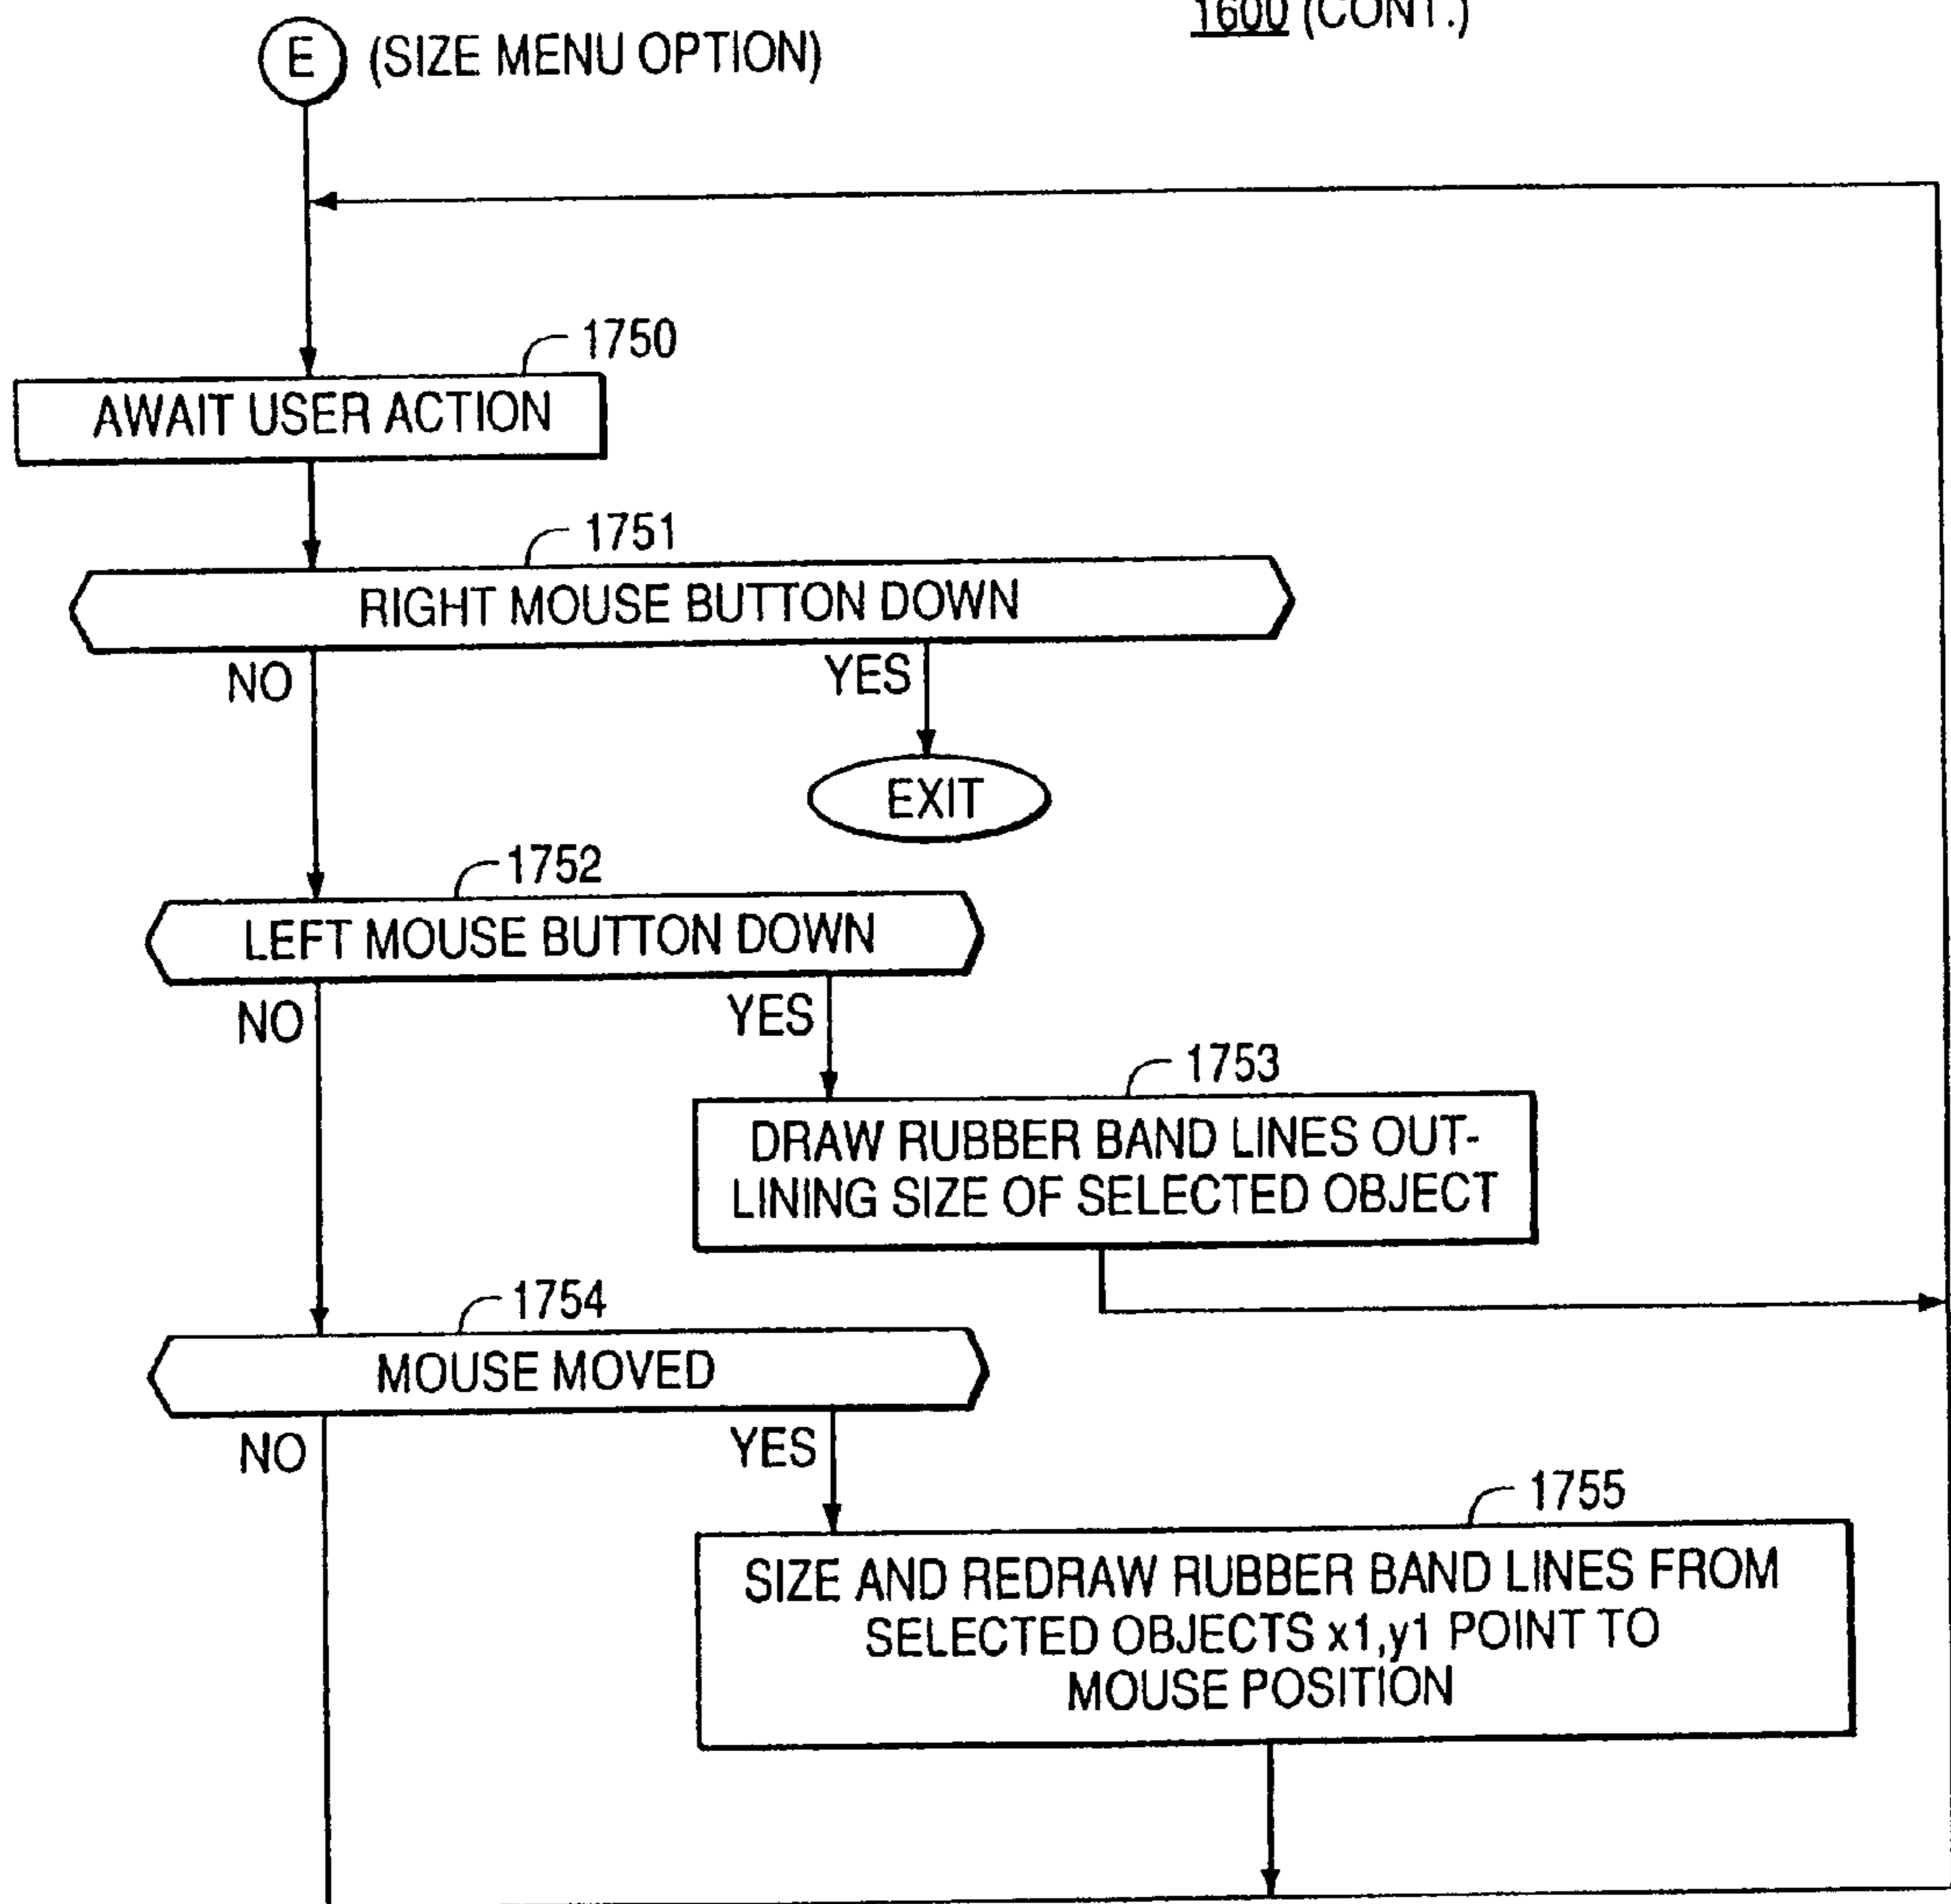 1600 (CONT.)
E (SIZE MENU OPTION)
1750
AWAIT USER ACTION
1751
RIGHT MOUSE BUTTON DOWN
NO
YES
EXIT
1752
LEFT MOUSE BUTTON DOWN
NO
YES
1753
DRAW RUBBER BAND LINES OUT-
LINING SIZE OF SELECTED OBJECT
1754
MOUSE MOVED
NO
YES
1755
SIZE AND REDRAW RUBBER BAND LINES FROM
SELECTED OBJECTS x1,y1 POINT TO
MOUSE POSITION